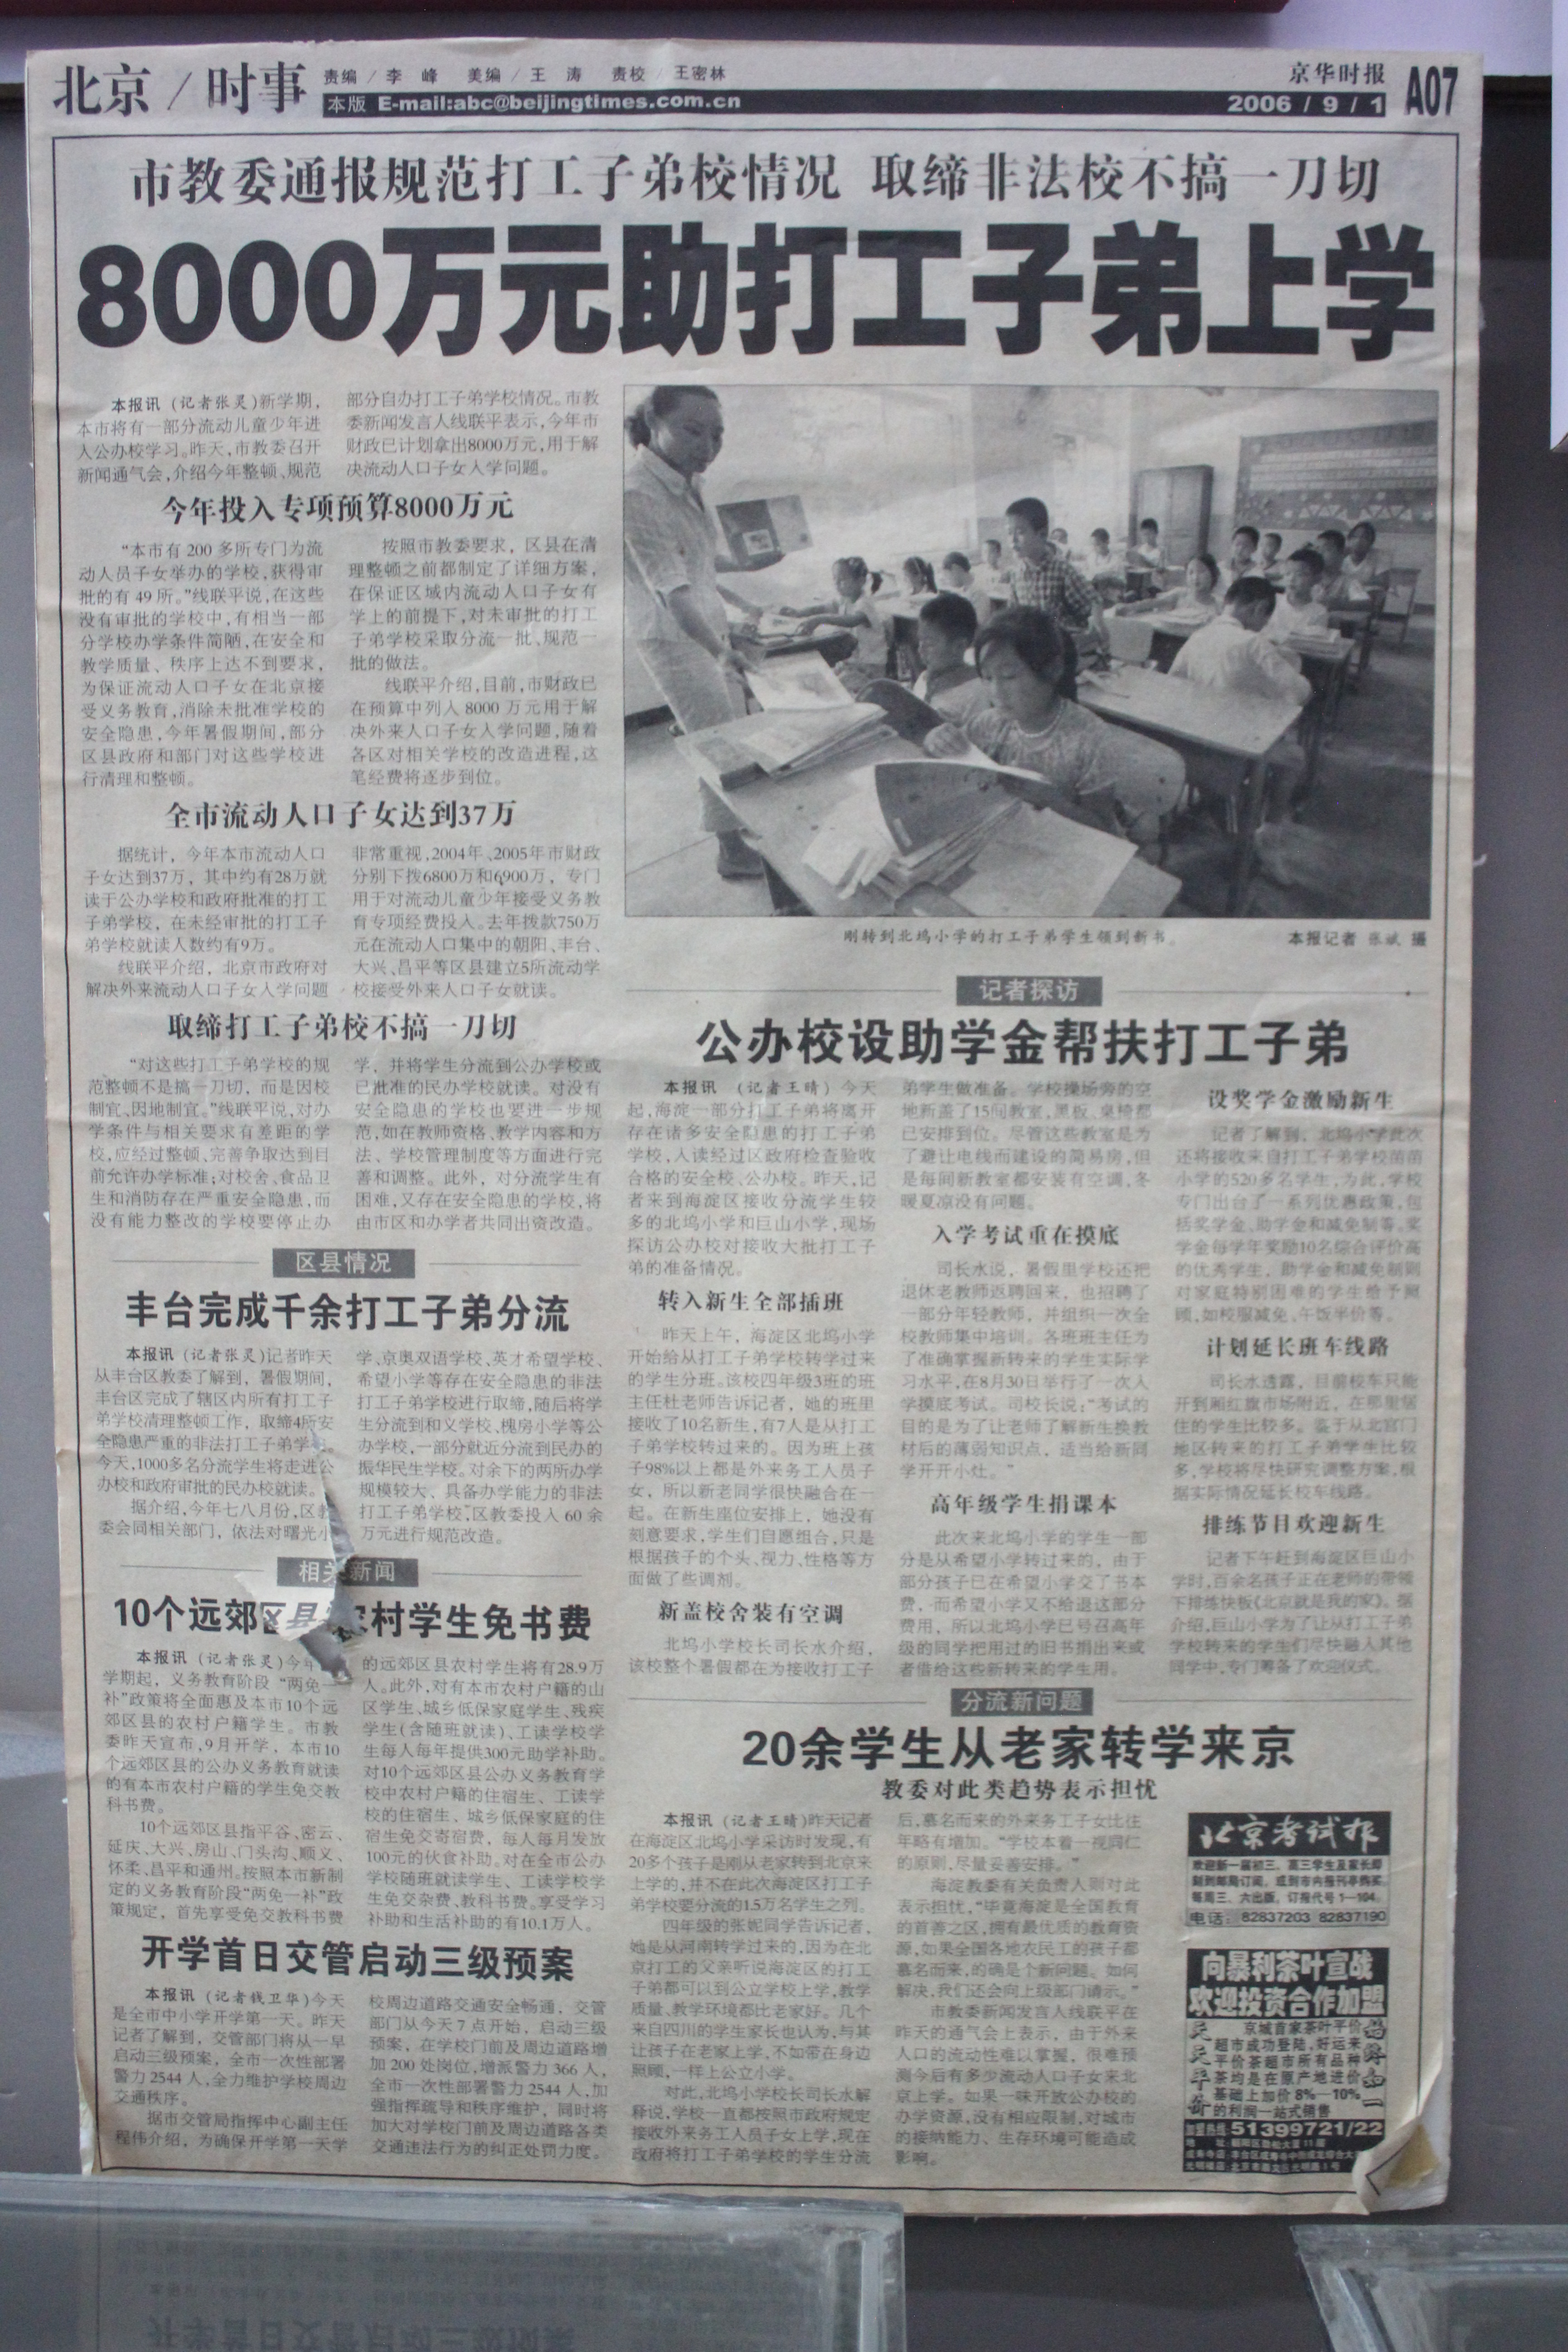 北京／时事
责编／李 峰 美编／王 涛 责校／王密林
本版 E-mail:abc@beijingtimes.com.cn
京华时报
2006 / 9 / 1
A07
市教委通报规范打工子弟校情况 取缔非法校不搞一刀切
8000万元助打工子弟上学
本报讯（记者张灵）新学期，
本市将有一部分流动儿童少年进
入公办校学习。昨天，市教委召开
新闻通气会，介绍今年整顿、规范
部分自办打工子弟学校情况。市教
委新闻发言人线联平表示，今年市
财政已计划拿出8000万元，用于解
决流动人口子女入学问题。
今年投入专项预算8000万元
“本市有 200 多所专门为流
动人员子女举办的学校，获得审
批的有 49 所。”线联平说，在这些
没有审批的学校中，有相当一部
分学校办学条件简陋，在安全和
教学质量、秩序上达不到要求，
为保证流动人口子女在北京接
受义务教育，消除未批准学校的
安全隐患，今年暑假期间，部分
区县政府和部门对这些学校进
行清理和整顿。
按照市教委要求，区县在清
理整顿之前都制定了详细方案，
在保证区域内流动人口子女有
学上的前提下，对未审批的打工
子弟学校采取分流一批、规范一
批的做法。
线联平介绍，目前，市财政已
在预算中列入 8000 万元用于解
决外来人口子女入学问题，随着
各区对相关学校的改造进程，这
笔经费将逐步到位。
全市流动人口子女达到37万
据统计，今年本市流动人口
子女达到37万，其中约有28万就
读于公办学校和政府批准的打工
子弟学校，在未经审批的打工子
弟学校就读人数约有9万。
线联平介绍，北京市政府对
解决外来流动人口子女入学问题
非常重视，2004年、2005年市财政
分别下拨6800万和6900万，专门
用于对流动儿童少年接受义务教
育专项经费投入。去年拨款750万
元在流动人口集中的朝阳、丰台、
大兴、昌平等区县建立5所流动学
校接受外来人口子女就读。
取缔打工子弟校不搞一刀切
“对这些打工子弟学校的规
范整顿不是搞一刀切，而是因校
制宜、因地制宜。”线联平说，对办
学条件与相关要求有差距的学
校，应经过整顿、完善争取达到目
前允许办学标准；对校舍、食品卫
生和消防存在严重安全隐患，而
没有能力整改的学校要停止办
学，并将学生分流到公办学校或
已批准的民办学校就读。对没有
安全隐患的学校也要进一步规
范，如在教师资格、教学内容和方
法、学校管理制度等方面进行完
善和调整。此外，对分流学生有
困难，又存在安全隐患的学校，将
由市区和办学者共同出资改造。
区县情况
丰台完成千余打工子弟分流
本报讯（记者张灵）记者昨天
从丰台区教委了解到，暑假期间，
丰台区完成了辖区内所有打工子
弟学校清理整顿工作，取缔4所安
全隐患严重的非法打工子弟学
今天，1000多名分流学生将走进公
办校和政府审批的民办校就读。
据介绍，今年七八月份，区教
委会同相关部门，依法对曙光小
学、京奥双语学校、英才希望学校、
希望小学等存在安全隐患的非法
打工子弟学校进行取缔，随后将学
生分流到和义学校、槐房小学等公
办学校，一部分就近分流到民办的
振华民生学校。对余下的两所办学
规模较大、具备办学能力的非法
打工子弟学校，区教委投入 60 余
万元进行规范改造。
相关新闻
10个远郊区县农村学生免书费
本报讯（记者张灵）今年
学期起，义务教育阶段“两免一
补”政策将全面惠及本市10个远
郊区县的农村户籍学生。市教
委昨天宣布，9月开学，本市10
个远郊区县的公办义务教育就读
的有本市农村户籍的学生免交教
科书费。
10个远郊区县指平谷、密云、
延庆、大兴、房山、门头沟、顺义、
怀柔、昌平和通州。按照本市新制
定的义务教育阶段“两免一补”政
策规定，首先享受免交教科书费
的远郊区县农村学生将有28.9万
人。此外，对有本市农村户籍的山
区学生、城乡低保家庭学生、残疾
学生（含随班就读）、工读学校学
生每人每年提供300元助学补助。
对10个远郊区县公办义务教育学
校中农村户籍的住宿生、工读学
校的住宿生、城乡低保家庭的住
宿生免交寄宿费，每人每月发放
100元的伙食补助。对在全市公办
学校随班就读学生、工读学校学
生免交杂费、教科书费。享受学习
补助和生活补助的有10.1万人。
开学首日交管启动三级预案
本报讯（记者钱卫华）今天
是全市中小学开学第一天。昨天
记者了解到，交管部门将从一早
启动三级预案，全市一次性部署
警力 2544 人，全力维护学校周边
交通秩序。
据市交管局指挥中心副主任
程伟介绍，为确保开学第一天学
校周边道路交通安全畅通，交管
部门从今天 7 点开始，启动三级
预案，在学校门前及周边道路增
加 200 处岗位，增派警力 366 人，
全市一次性部署警力 2544 人，加
强指挥疏导和秩序维护，同时将
加大对学校门前及周边道路各类
交通违法行为的纠正处罚力度。
刚转到北坞小学的打工子弟学生领到新书。
本报记者 张斌 摄
记者探访
公办校设助学金帮扶打工子弟
本报讯 （记者王晴） 今天
起，海淀一部分打工子弟将离开
存在诸多安全隐患的打工子弟
学校，入读经过区政府检查验收
合格的安全校、公办校。昨天，记
者来到海淀区接收分流学生较
多的北坞小学和巨山小学，现场
探访公办校对接收大批打工子
弟的准备情况。
转入新生全部插班
昨天上午，海淀区北坞小学
开始给从打工子弟学校转学过来
的学生分班。该校四年级3班的班
主任杜老师告诉记者，她的班里
接收了10名新生，有7人是从打工
子弟学校转过来的。因为班上孩
子98%以上都是外来务工人员子
女，所以新老同学很快融合在一
起。在新生座位安排上，她没有
刻意要求，学生们自愿组合，只是
根据孩子的个头、视力、性格等方
面做了些调剂。
新盖校舍装有空调
北坞小学校长司长水介绍，
该校整个暑假都在为接收打工子
弟学生做准备。学校操场旁的空
地新盖了15间教室，黑板、桌椅都
已安排到位。尽管这些教室是为
了避让电线而建设的简易房，但
是每间新教室都安装有空调，冬
暖夏凉没有问题。
入学考试重在摸底
司长水说，暑假里学校还把
退休老教师返聘回来，也招聘了
一部分年轻教师，并组织一次全
校教师集中培训。各班班主任为
了准确掌握新转来的学生实际学
习水平，在8月30日举行了一次入
学摸底考试。司校长说：“考试的
目的是为了让老师了解新生换教
材后的薄弱知识点，适当给新同
学开开小灶。”
高年级学生捐课本
此次来北坞小学的学生一部
分是从希望小学转过来的，由于
部分孩子已在希望小学交了书本
费，而希望小学又不给退这部分
费用，所以北坞小学已号召高年
级的同学把用过的旧书捐出来或
者借给这些新转来的学生用。
设奖学金激励新生
记者了解到，北坞小学此次
还将接收来自打工子弟学校苗苗
小学的520多名学生，为此，学校
专门出台了一系列优惠政策，包
括奖学金、助学金和减免制等。奖
学金每学年奖励10名综合评价高
的优秀学生，助学金和减免制则
对家庭特别困难的学生给予照
顾，如校服减免、午饭半价等。
计划延长班车线路
司长水透露，目前校车只能
开到厢红旗市场附近，在那里居
住的学生比较多。鉴于从北宫门
地区转来的打工子弟学生比较
多，学校将尽快研究调整方案，根
据实际情况延长校车线路。
排练节目欢迎新生
记者下午赶到海淀区巨山小
学时，百余名孩子正在老师的带领
下排练快板《北京就是我的家》。据
介绍，巨山小学为了让从打工子弟
学校转来的学生们尽快融入其他
同学中，专门筹备了欢迎仪式。
分流新问题
20余学生从老家转学来京
教委对此类趋势表示担忧
本报讯（记者王晴）昨天记者
在海淀区北坞小学采访时发现，有
20多个孩子是刚从老家转到北京来
上学的，并不在此次海淀区打工子
弟学校要分流的1.5万名学生之列。
四年级的张妮同学告诉记者，
她是从河南转学过来的，因为在北
京打工的父亲听说海淀区的打工
子弟都可以到公立学校上学，教学
质量、教学环境都比老家好。几个
来自四川的学生家长也认为，与其
让孩子在老家上学，不如带在身边
照顾，一样上公立小学。
对此，北坞小学校长司长水解
释说，学校一直都按照市政府规定
接收外来务工人员子女上学，现在
政府将打工子弟学校的学生分流
后，慕名而来的外来务工子女比往
年略有增加。“学校本着一视同仁
的原则，尽量妥善安排。”
海淀教委有关负责人则对此
表示担忧，“毕竟海淀是全国教育
的首善之区，拥有最优质的教育资
源，如果全国各地农民工的孩子都
慕名而来，的确是个新问题。如何
解决，我们还会向上级部门请示。”
市教委新闻发言人线联平在
昨天的通气会上表示，由于外来
人口的流动性难以掌握，很难预
测今后有多少流动人口子女来北
京上学。如果一味开放公办校的
办学资源，没有相应限制，对城市
的接纳能力、生存环境可能造成
影响。
北京考试报
欢迎新一届初三、高三学生及家长即
刻到邮局订阅，或到市内报刊亭购买。
每周三、六出版，订报代号 1—104
电话：82837203 82837190
向暴利茶叶宣战
欢迎投资合作加盟
天天平价
京城首家茶叶平价
超市成功登陆，好运来
平价茶超市所有品种
茶均是在原产地进价
基础上加价 8%—10%
的利润一站式销售
加盟热线 51399721/22